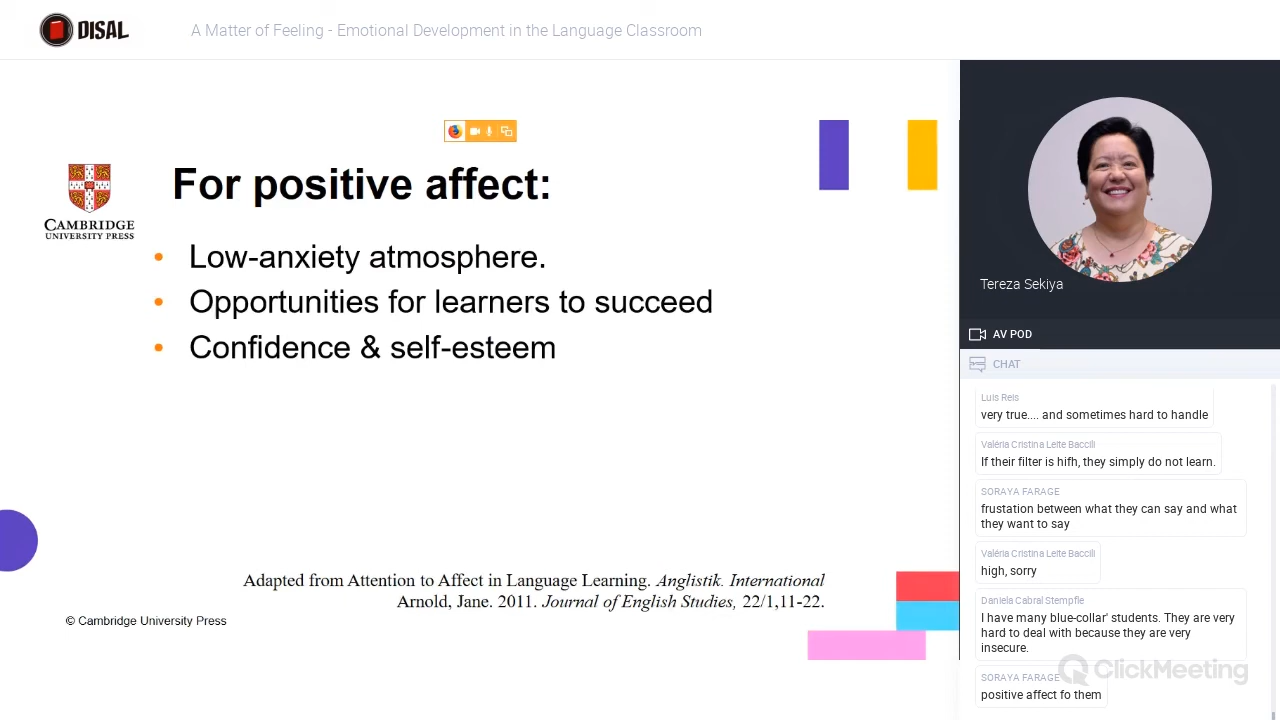 DISAL
A Matter of Feeling - Emotional Development in the Language Classroom
CAMBRIDGE
UNIVERSITY PRESS
For positive affect:
• Low-anxiety atmosphere.
• Opportunities for learners to succeed
• Confidence & self-esteem
Adapted from Attention to Affect in Language Learning. Anglistik. International
Arnold, Jane. 2011. Journal of English Studies, 22/1,11-22.
© Cambridge University Press
Tereza Sekiya
AV POD
CHAT
Luis Reis
very true.... and sometimes hard to handle
Valéria Cristina Leite Baccili
If their filter is hifh, they simply do not learn.
SORAYA FARAGE
frustation between what they can say and what
they want to say
Valéria Cristina Leite Baccili
high, sorry
Daniela Cabral Stempfle
I have many blue-collar' students. They are very
hard to deal with because they are very
insecure.
SORAYA FARAGE
positive affect fo them
ClickMeeting